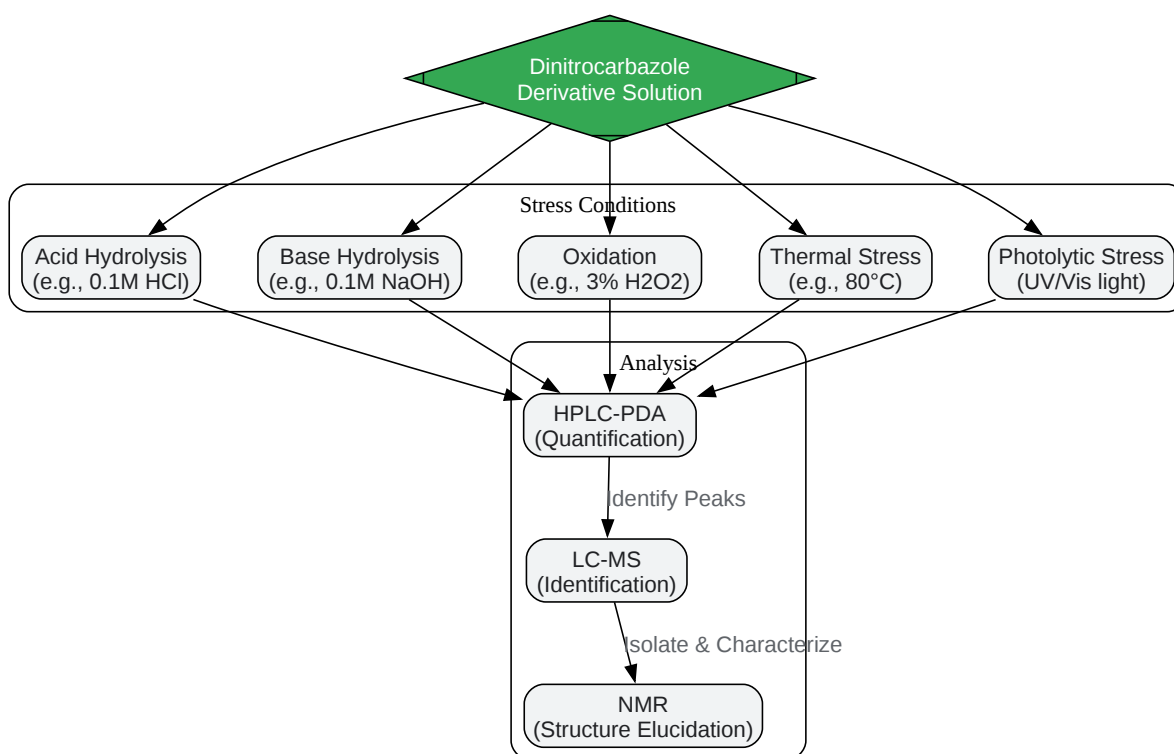 Dinitrocarbazole
Derivative Solution
Stress Conditions
Acid Hydrolysis
(e.g., 0.1M HCl)
Base Hydrolysis
(e.g., 0.1M NaOH)
Oxidation
(e.g., 3% H2O2)
Thermal Stress
(e.g., 80°C)
Photolytic Stress
(UV/Vis light)
Analysis
HPLC-PDA
(Quantification)
Identify Peaks
LC-MS
(Identification)
Isolate & Characterize
NMR
(Structure Elucidation)